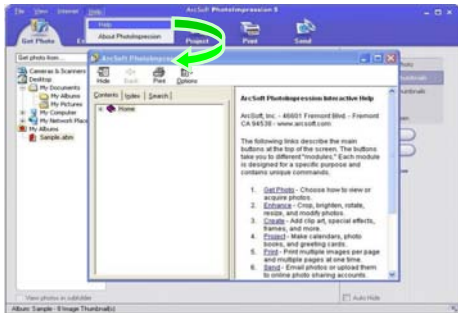 File View Internet Help
ArcSoft PhotoImpression 5
Help
About PhotoImpression
Get Photo
Project
Print
Send
Get photo from...
Cameras & Scanners
Desktop
My Documents
My Albums
My Pictures
My Computer
My Network Place
My Albums
Sample.abm
ArcSoft PhotoImpress
Hide Back Print Options
Contents Index Search
Home
ArcSoft PhotoImpression Interactive Help
ArcSoft, Inc. - 46601 Fremont Blvd. - Fremont
CA 94538 - www.arcsoft.com
The following links describe the main
buttons at the top of the screen. The buttons
take you to different "modules." Each module
is designed for a specific purpose and
contains unique commands.
1. Get Photo - Choose how to view or
acquire photos.
2. Enhance - Crop, brighten, rotate,
resize, and modify photos.
3. Create - Add clip art, special effects,
frames, and more.
4. Project - Make calendars, photo
books, and greeting cards.
5. Print - Print multiple images per page
and multiple pages at one time.
6. Send - Email photos or upload them
to online photo sharing accounts.
View photos in subfolder
Auto Hide
Album: Sample - 8 Image Thumbnail(s)